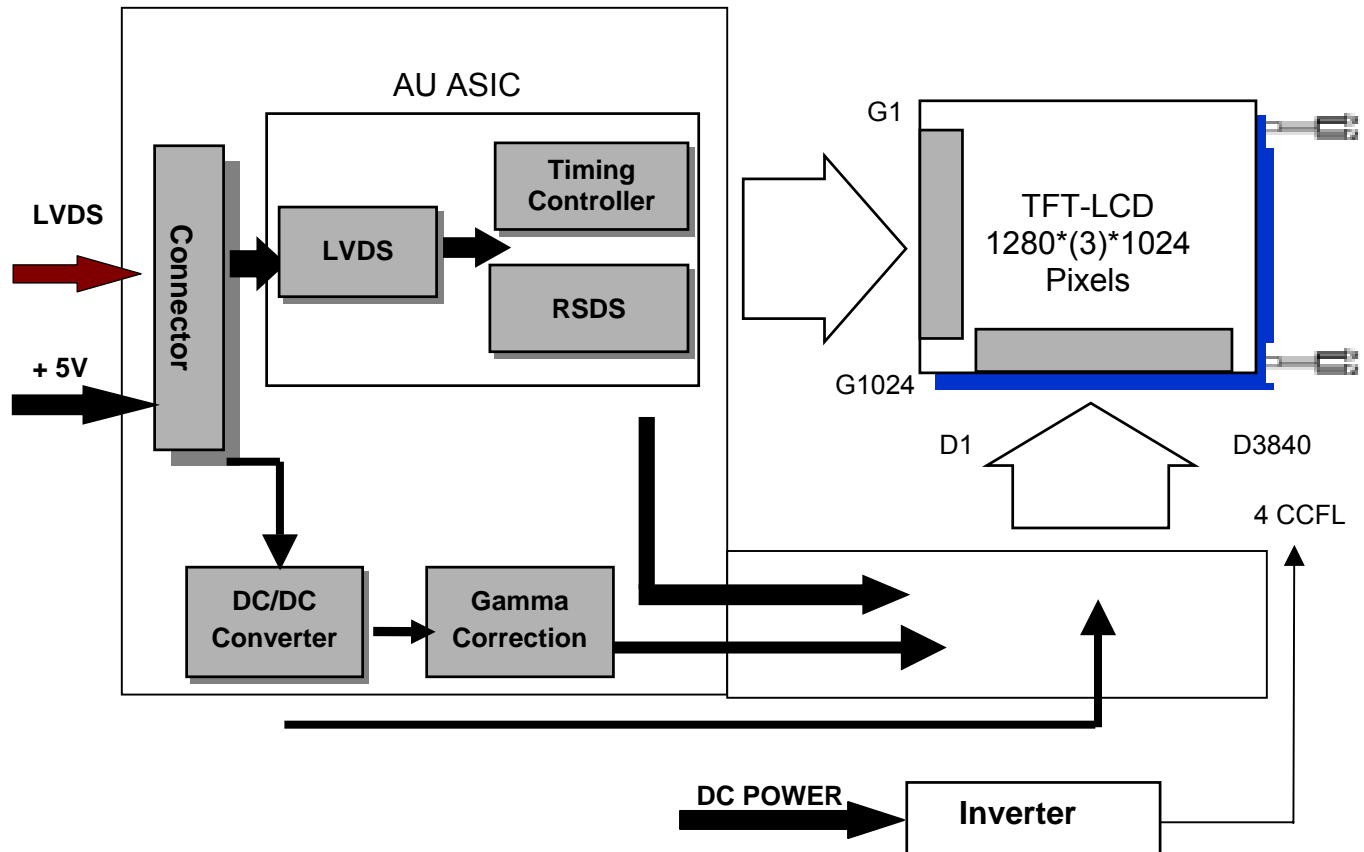 AU ASIC
G1
Timing
Controller
LVDS
Connector
LVDS
TFT-LCD
1280*(3)*1024
Pixels
RSDS
+ 5V
G1024
D1
D3840
4 CCFL
DC/DC
Converter
Gamma
Correction
DC POWER
Inverter